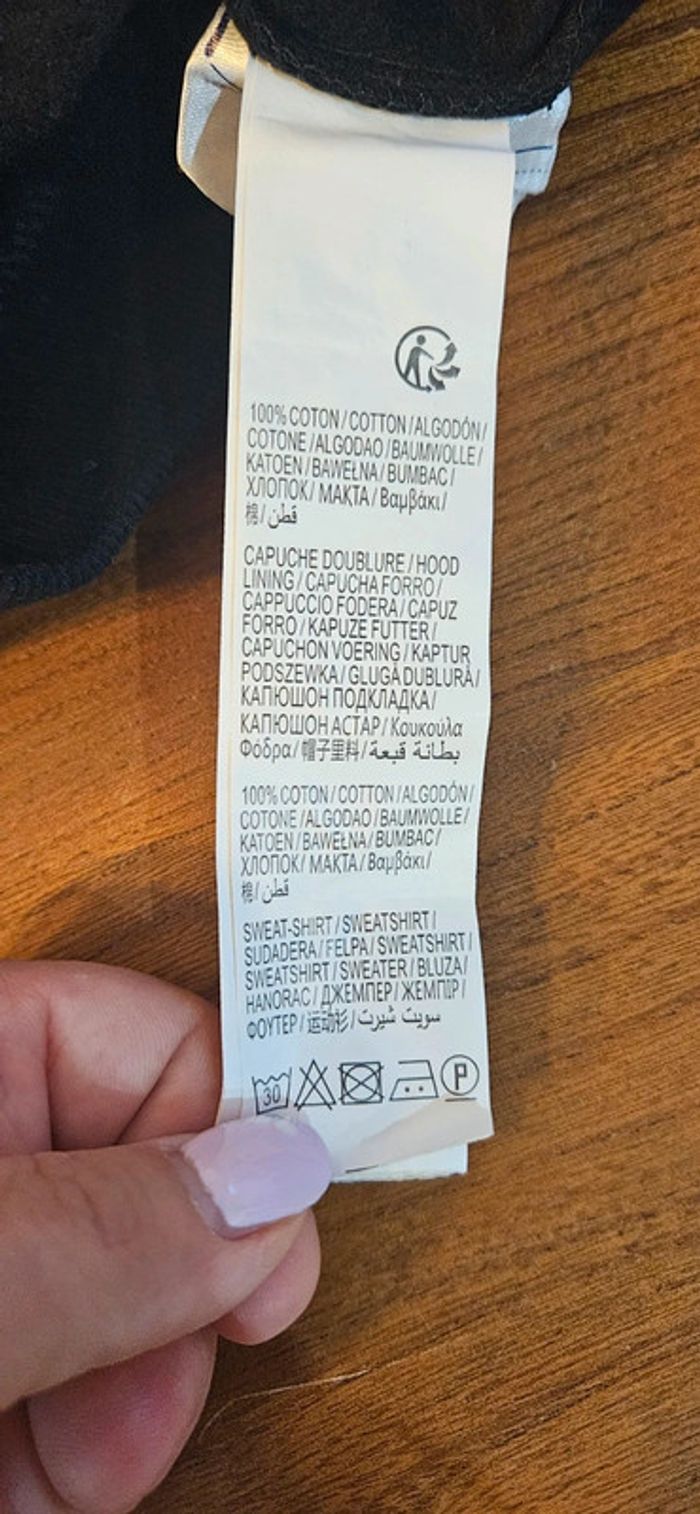 100% COTON / COTTON / ALGODÓN /
COTONE / ALGODAO / BAUMWOLLE /
KATOEN / BAWEŁNA / BUMBAC /
ХЛОПОК / МАҚТА / Βαμβάκι /
棉 / قطن
CAPUCHE DOUBLURE / HOOD
LINING / CAPUCHA FORRO /
CAPPUCCIO FODERA / CAPUZ
FORRO / KAPUZE FUTTER /
CAPUCHON VOERING / KAPTUR
PODSZEWKA / GLUGĂ DUBLURĂ /
КАПЮШОН ПОДКЛАДКА /
КАПЮШОН АСТАР / Κουκούλα
Φόδρα / 帽子里料 / بطانة قبعة
100% COTON / COTTON / ALGODÓN /
COTONE / ALGODAO / BAUMWOLLE /
KATOEN / BAWEŁNA / BUMBAC /
ХЛОПОК / МАҚТА / Βαμβάκι /
棉 / قطن
SWEAT-SHIRT / SWEATSHIRT /
SUDADERA / FELPA / SWEATSHIRT /
SWEATSHIRT / SWEATER / BLUZA /
HANORAC / ДЖЕМПЕР / ЖЕМПІР /
ΦΟΥΤΕΡ / 运动衫 / سويت شيرت
30 P